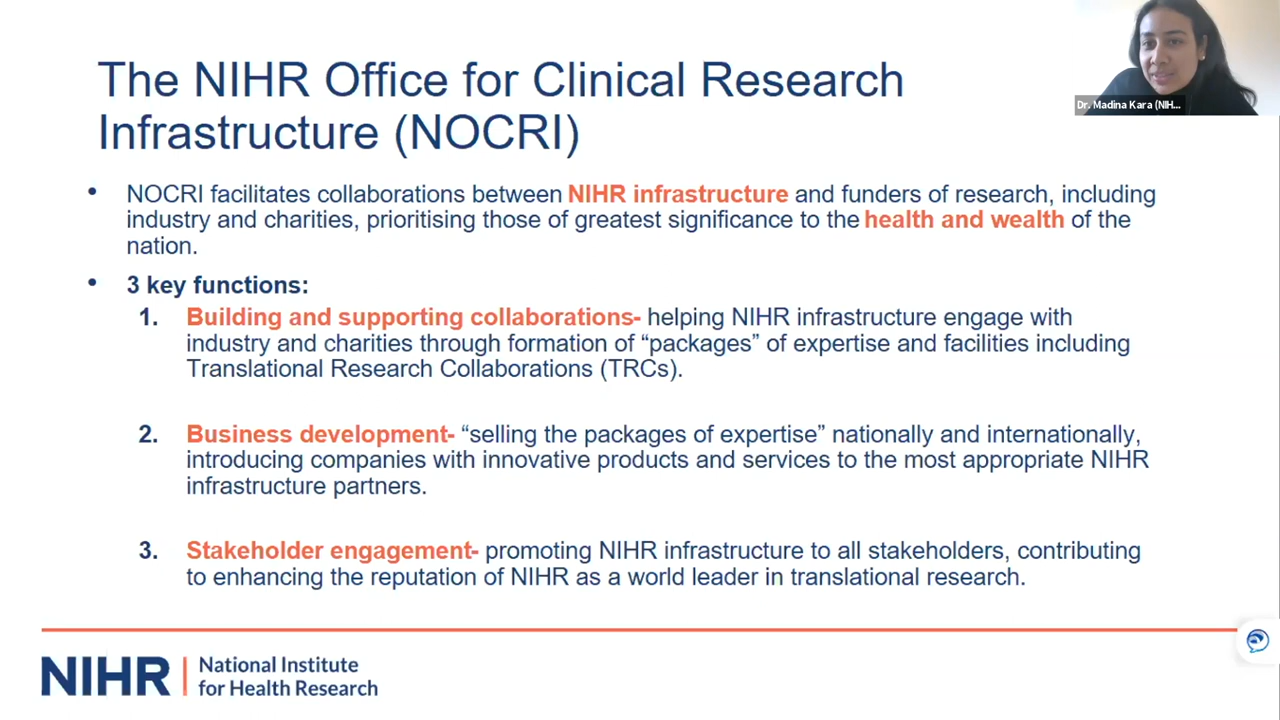 The NIHR Office for Clinical Research
Infrastructure (NOCRI)
Dr. Madina Kara (NIH...
• NOCRI facilitates collaborations between NIHR infrastructure and funders of research, including
industry and charities, prioritising those of greatest significance to the health and wealth of the
nation.
• 3 key functions:
1. Building and supporting collaborations- helping NIHR infrastructure engage with
industry and charities through formation of “packages” of expertise and facilities including
Translational Research Collaborations (TRCs).
2. Business development- “selling the packages of expertise” nationally and internationally,
introducing companies with innovative products and services to the most appropriate NIHR
infrastructure partners.
3. Stakeholder engagement- promoting NIHR infrastructure to all stakeholders, contributing
to enhancing the reputation of NIHR as a world leader in translational research.
NIHR | National Institute
for Health Research